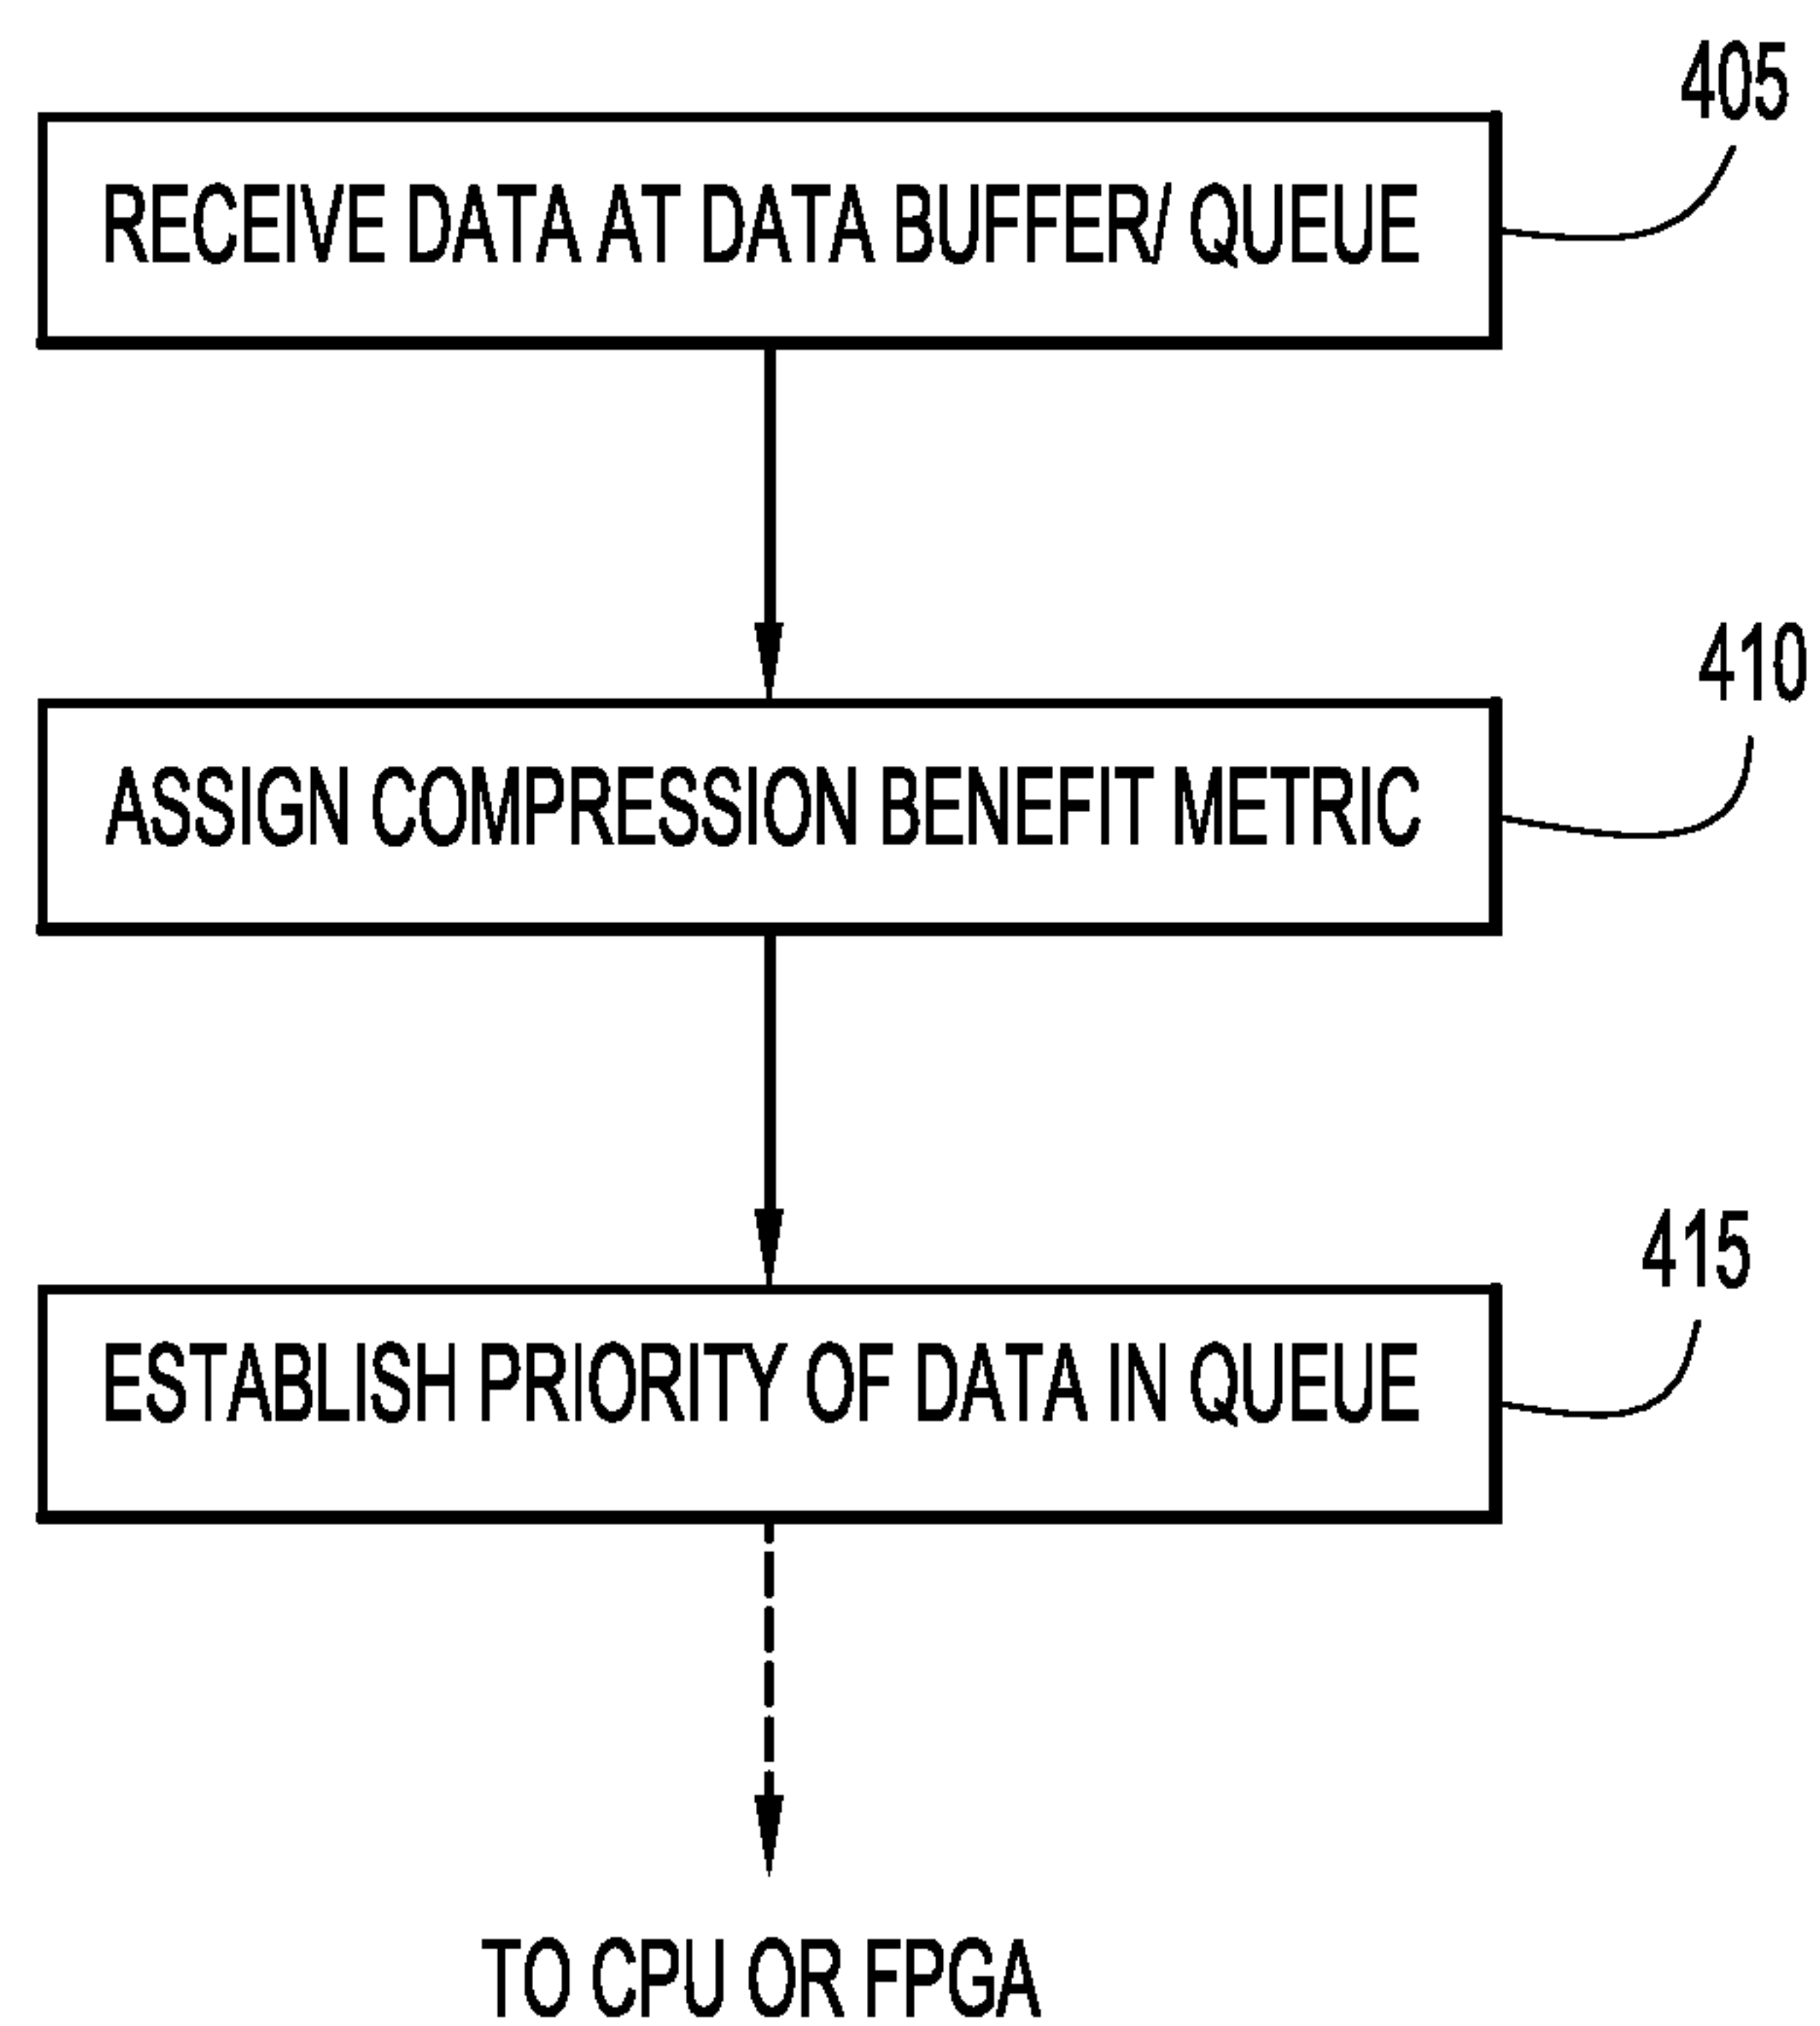 405
RECEIVE DATA AT DATA BUFFER/ QUEUE
410
ASSIGN COMPRESSION BENEFIT METRIC
415
ESTABLISH PRIORITY OF DATA IN QUEUE
TO CPU OR FPGA